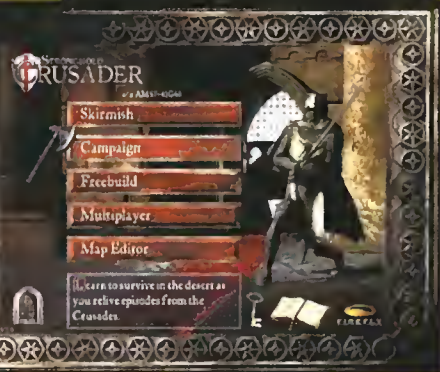 STRONGHOLD
CRUSADER
Skirmish
Campaign
Freebuild
Multiplayer
Map Editor
Learn to survive in the desert as
you relive episodes from the
Crusades.
FIREFLY